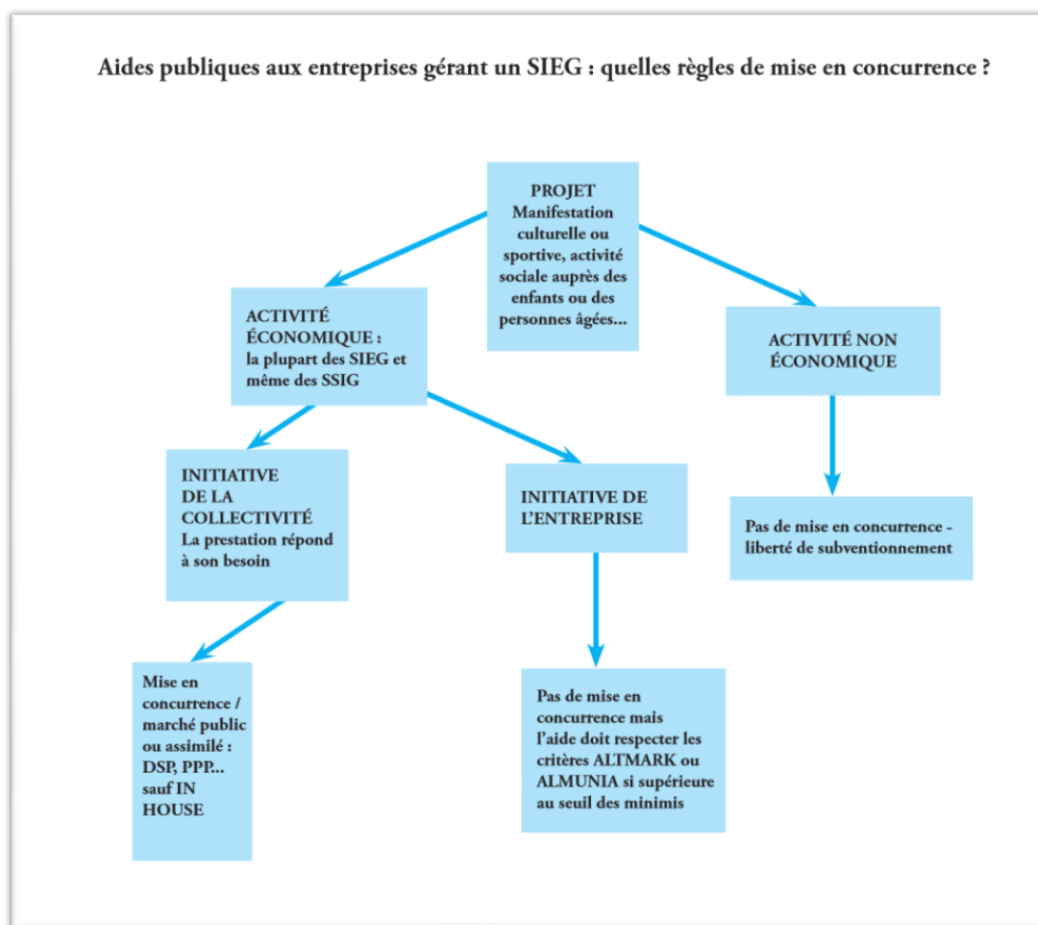 Aides publiques aux entreprises gérant un SIEG : quelles règles de mise en concurrence ?
PROJET
Manifestation
culturelle ou
sportive, activité
sociale auprès des
enfants ou des
personnes âgées...
ACTIVITÉ
ÉCONOMIQUE :
la plupart des SIEG et
même des SSIG
ACTIVITÉ NON
ÉCONOMIQUE
INITIATIVE
DE LA
COLLECTIVITÉ
La prestation répond
à son besoin
INITIATIVE DE
L'ENTREPRISE
Pas de mise en concurrence -
liberté de subventionnement
Mise en
concurrence /
marché public
ou assimilé :
DSP, PPP...
sauf IN
HOUSE
Pas de mise en
concurrence mais
l'aide doit respecter les
critères ALTMARK ou
ALMUNIA si supérieure
au seuil des minimis